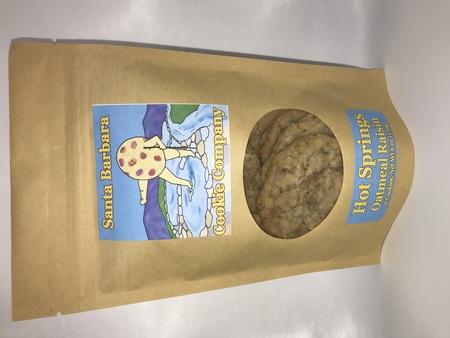 Hot Springs
Oatmeal Raisin
Santa Barbara
Cookie Company